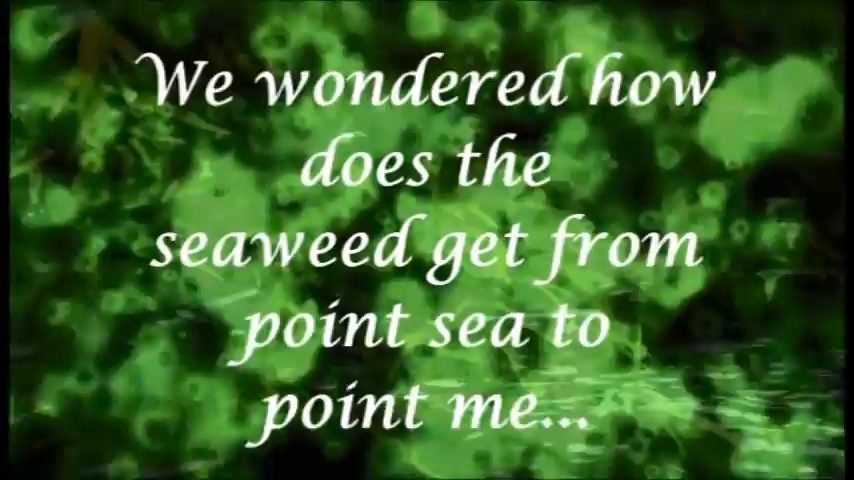 We wondered how
does the
seaweed get from
point sea to
point me...